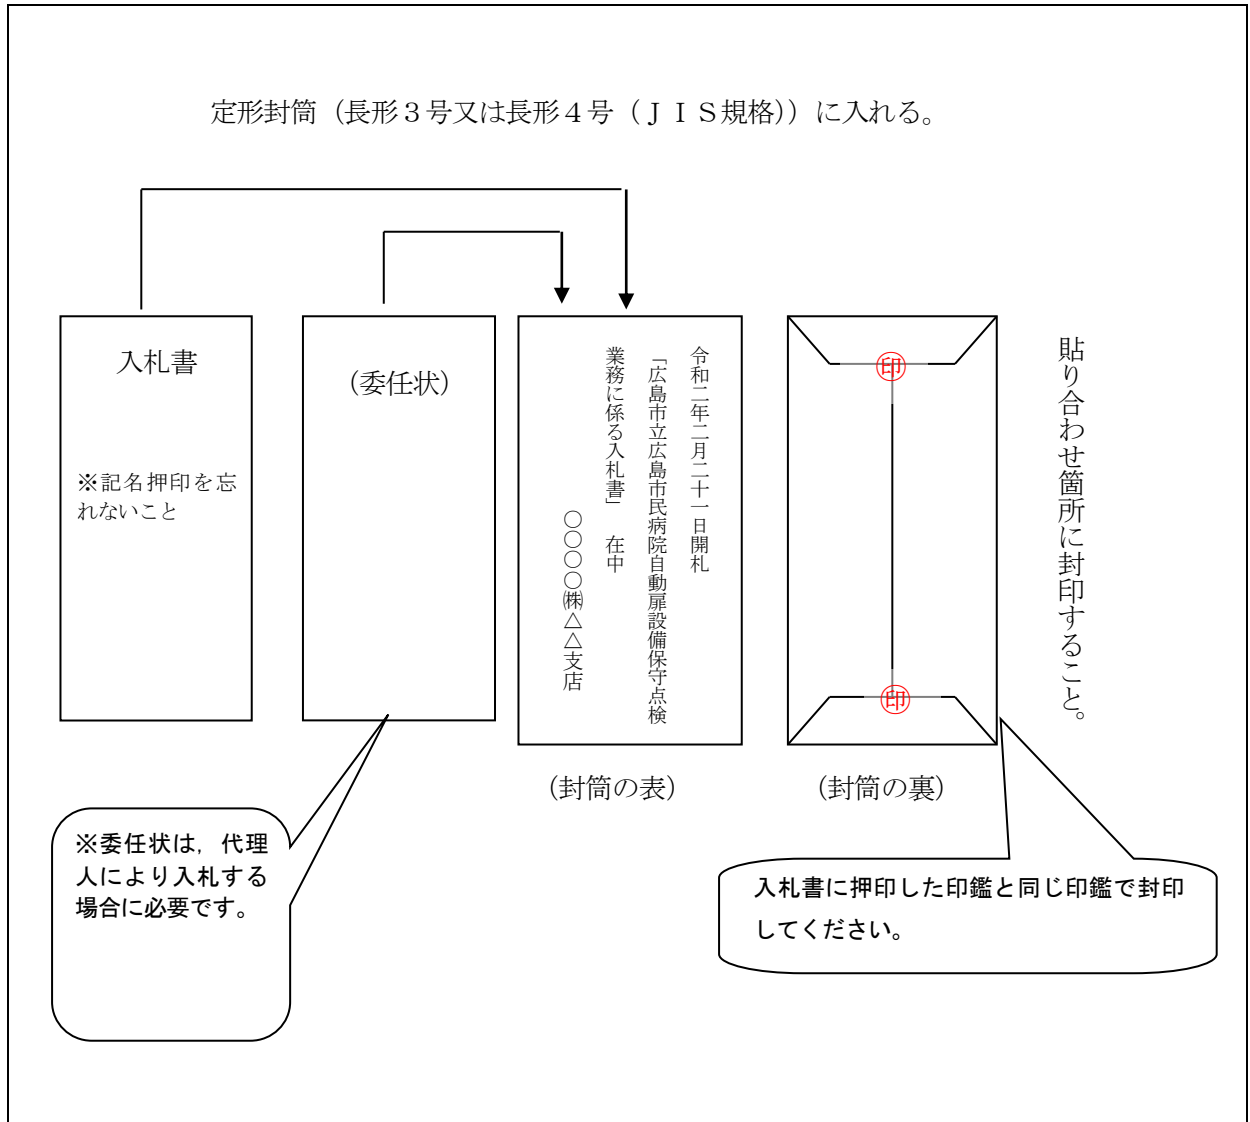 定形封筒（長形３号又は長形４号（ＪＩＳ規格））に入れる。
入札書
※記名押印を忘
れないこと
（委任状）
令和二年二月二十一日開札
「広島市立広島市民病院自動扉設備保守点検
業務に係る入札書」　在中
○○○○㈱△△支店
印
印
貼り合わせ箇所に封印すること。
（封筒の表）
（封筒の裏）
※委任状は，代理
人により入札する
場合に必要です。
入札書に押印した印鑑と同じ印鑑で封印
してください。